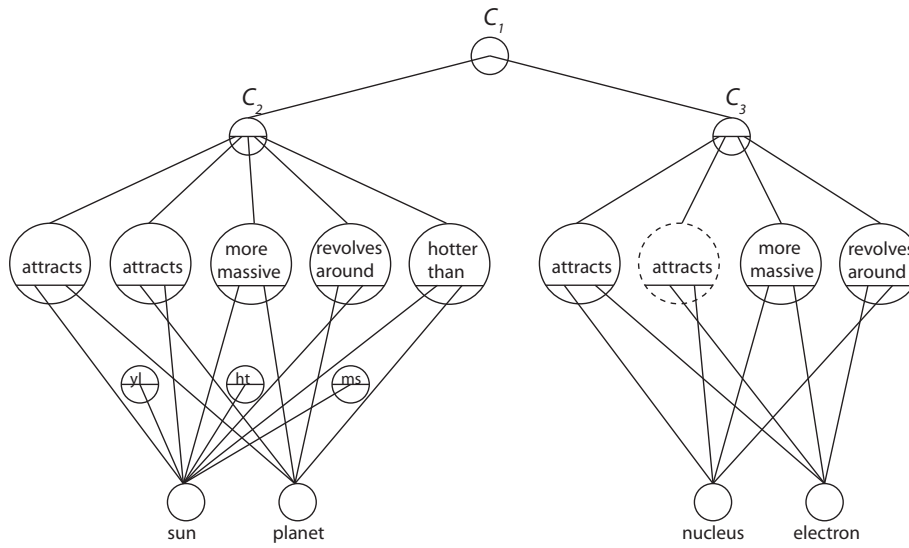 C1
C2
C3
attracts
attracts
more
massive
revolves
around
hotter
than
attracts
attracts
more
massive
revolves
around
yl
ht
ms
sun
planet
nucleus
electron